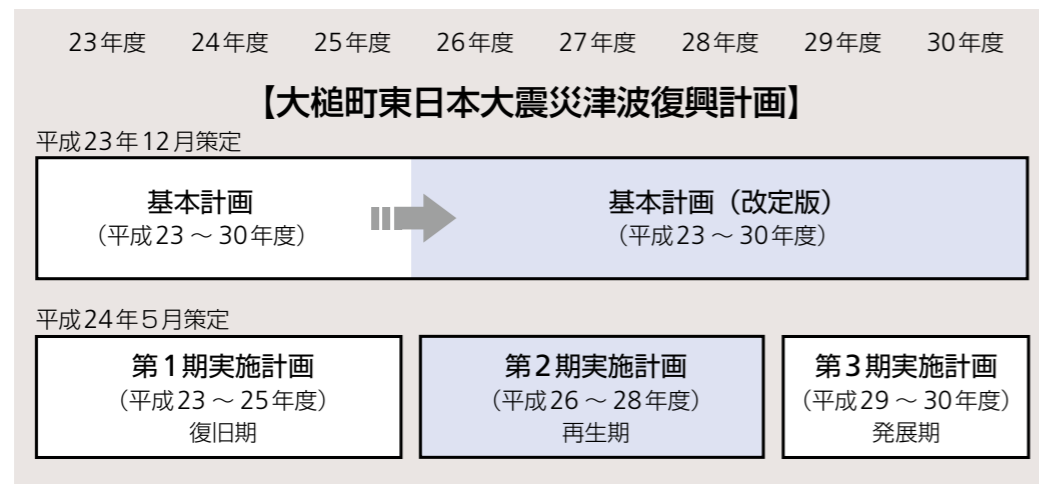 23年度 24年度 25年度 26年度 27年度 28年度 29年度 30年度
【大槌町東日本大震災津波復興計画】
平成23年12月策定
基本計画
（平成23～30年度）
基本計画（改定版）
（平成23～30年度）
平成24年５月策定
第1期実施計画
（平成23～25年度）
復旧期
第2期実施計画
（平成26～28年度）
再生期
第3期実施計画
（平成29～30年度）
発展期